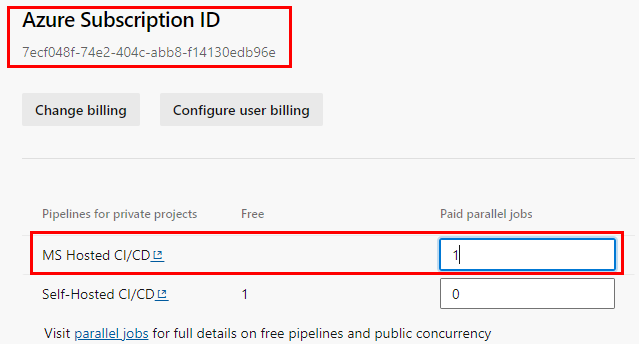 Azure Subscription ID
7ecf048f-74e2-404c-abb8-f14130edb96e
Change billing
Configure user billing
Pipelines for private projects Free Paid parallel jobs
MS Hosted CI/CD 1
Self-Hosted CI/CD 1 0
Visit parallel jobs for full details on free pipelines and public concurrency